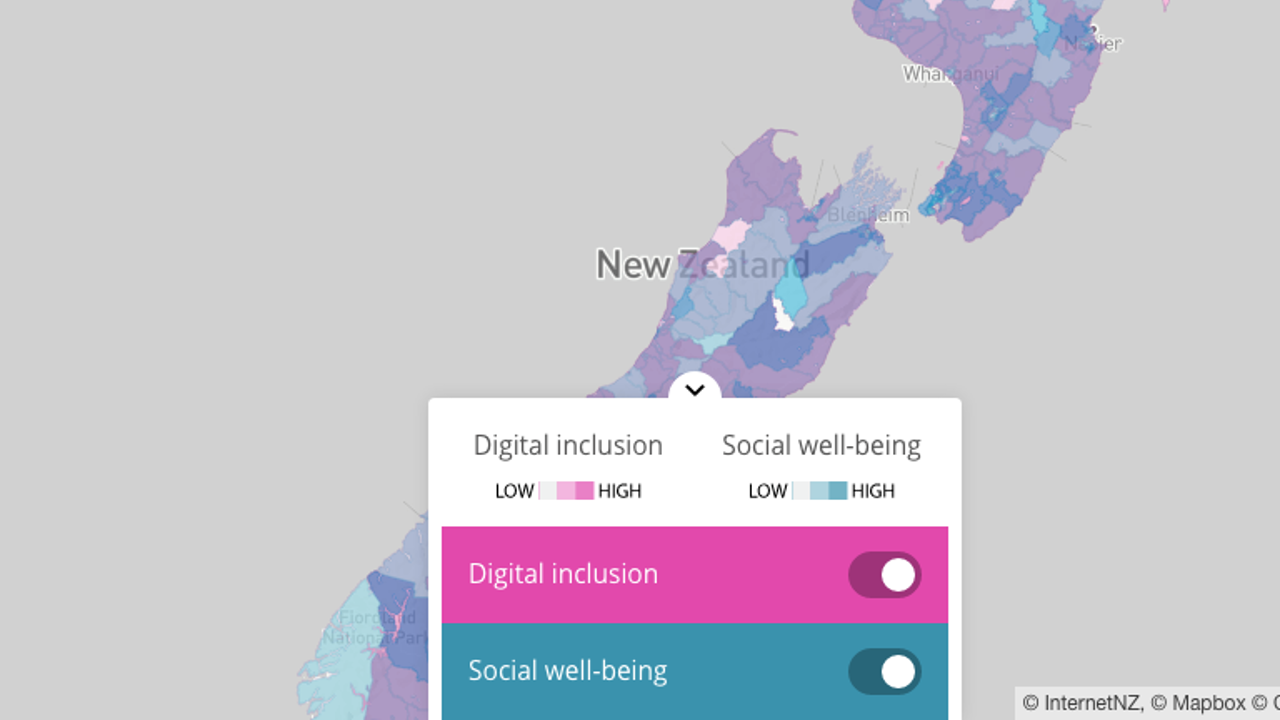 Napier
Whanganui
Blenheim
New Zealand
Digital inclusion
LOW HIGH
Social well-being
LOW HIGH
Digital inclusion
Social well-being
Fiordland
National Park
© InternetNZ, © Mapbox ©